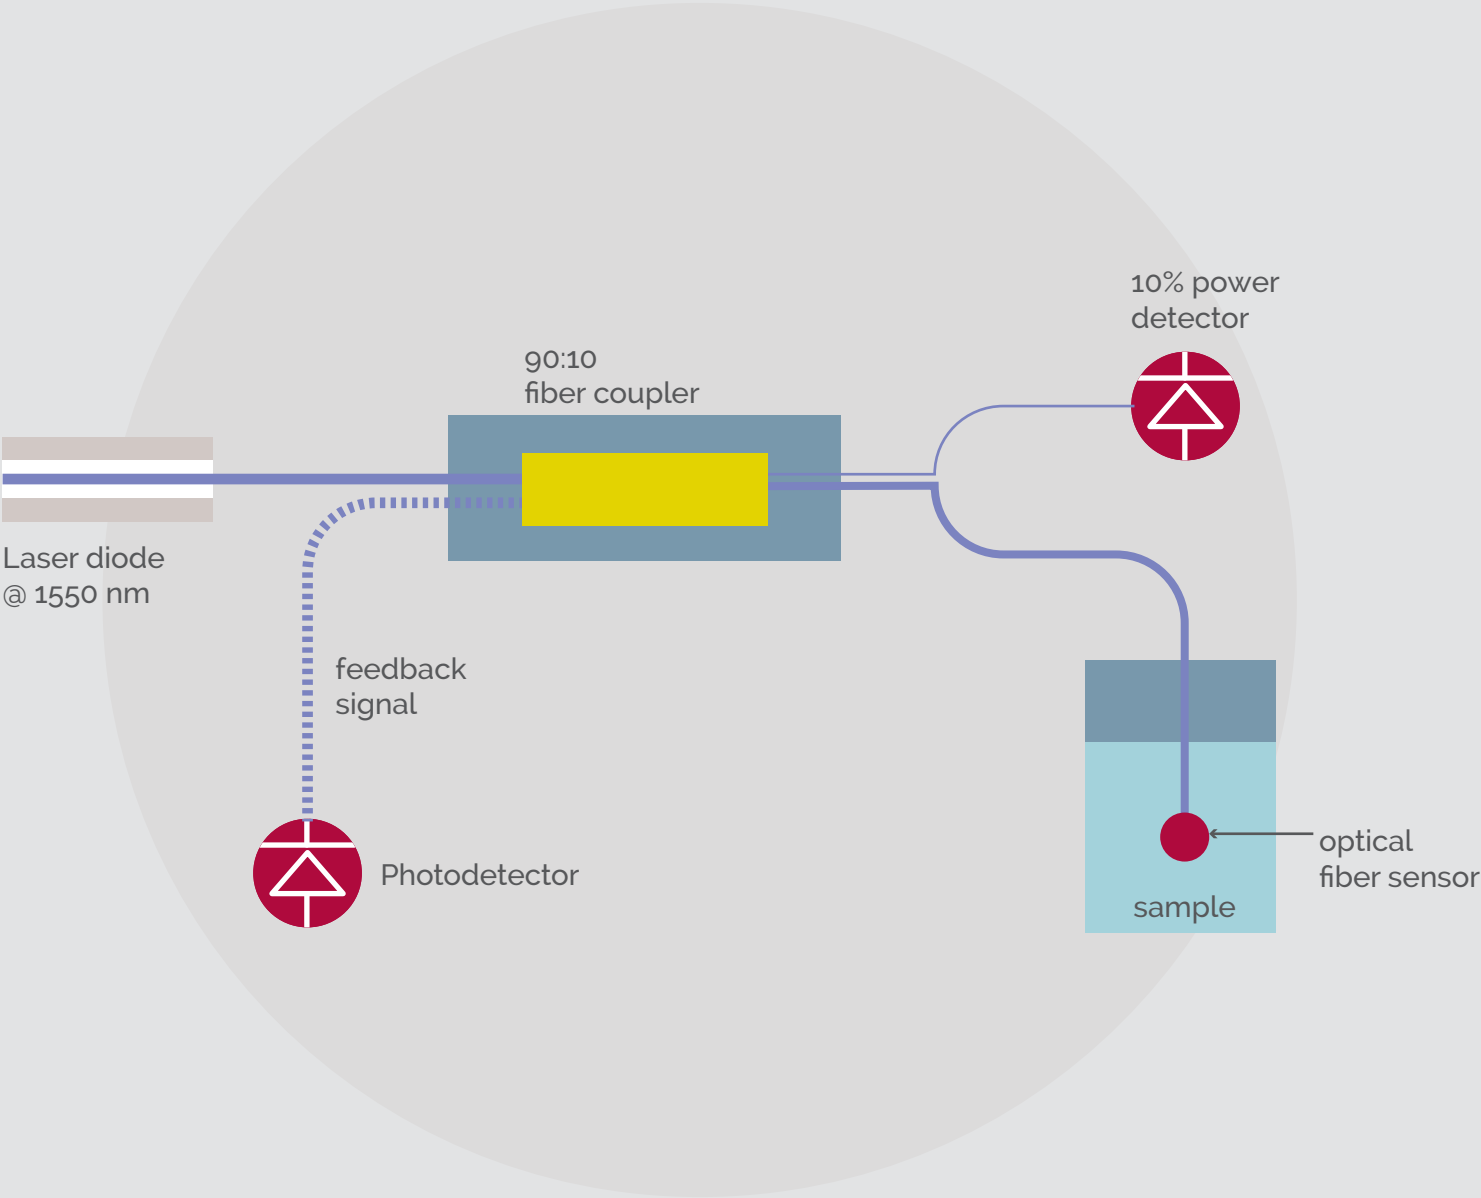 10% power
detector
90:10
fiber coupler
Laser diode
@ 1550 nm
feedback
signal
Photodetector
optical
fiber sensor
sample